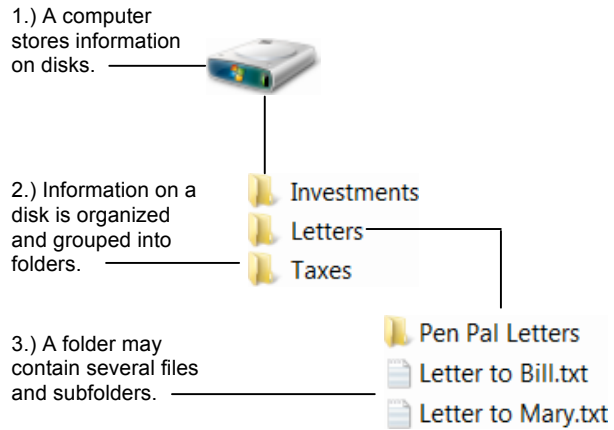 1.) A computer
stores information
on disks.
2.) Information on a
disk is organized
and grouped into
folders.
Investments
Letters
Taxes
3.) A folder may
contain several files
and subfolders.
Pen Pal Letters
Letter to Bill.txt
Letter to Mary.txt